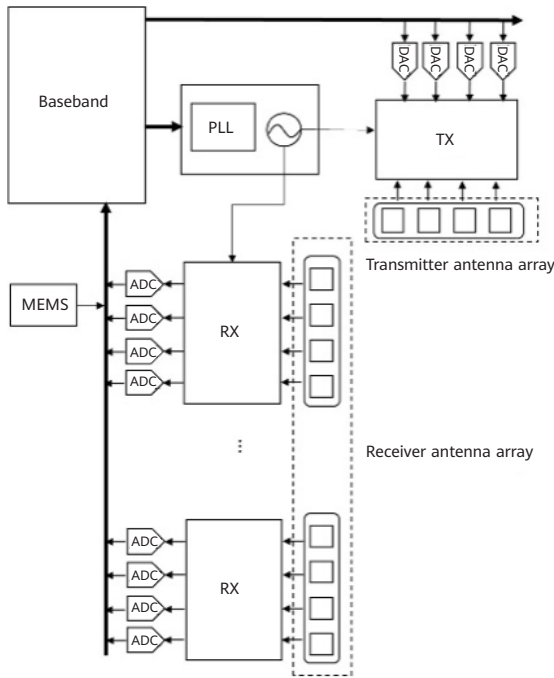 DAC DAC DAC DAC
Baseband
PLL
TX
Transmitter antenna array
ADC
MEMS
ADC
RX
ADC
ADC
...
Receiver antenna array
ADC
ADC
RX
ADC
ADC